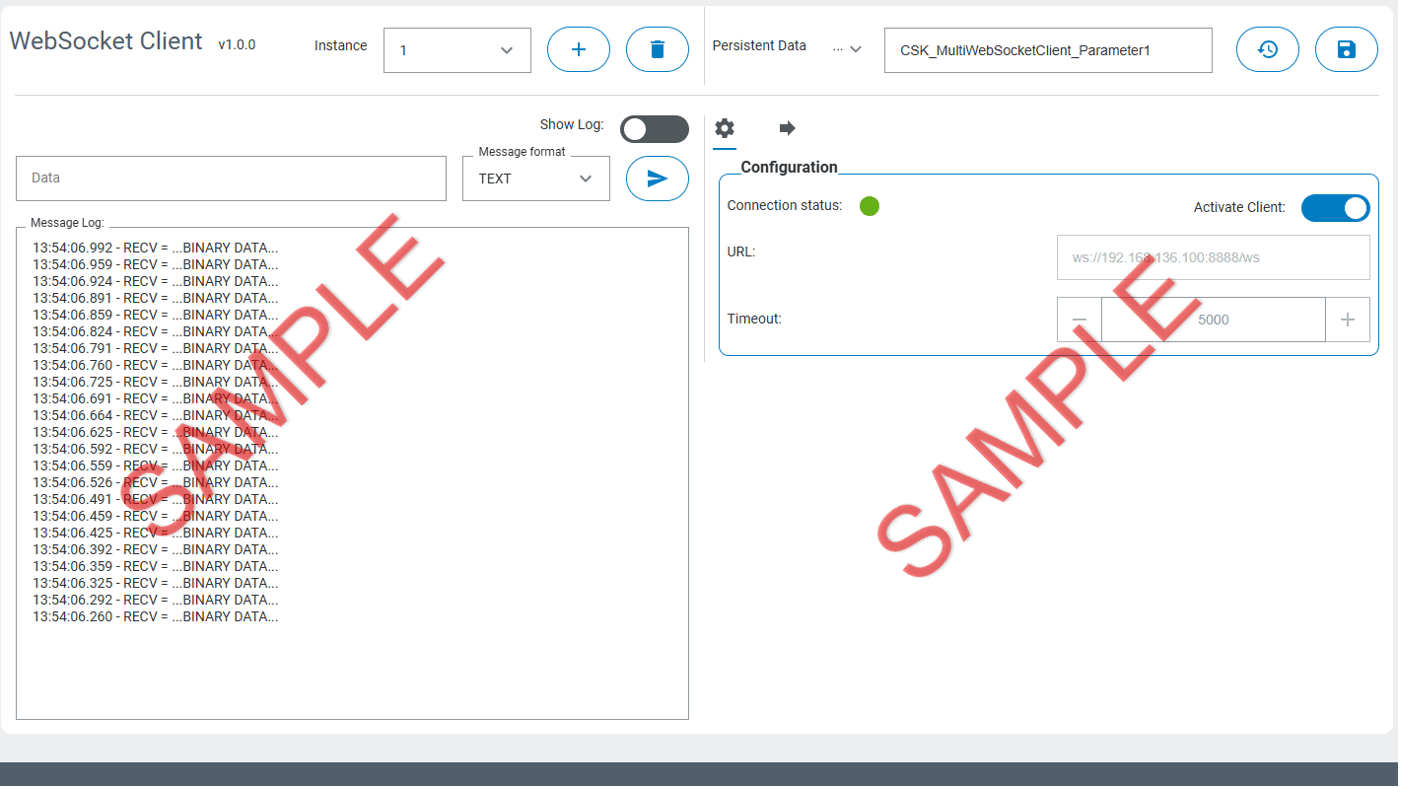 WebSocket Client v1.0.0
Instance
1
Persistent Data
...
CSK_MultiWebSocketClient_Parameter1
Show Log:
Data
Message format
TEXT
Message Log:
13:54:06.992 - RECV = ...BINARY DATA...
13:54:06.959 - RECV = ...BINARY DATA...
13:54:06.924 - RECV = ...BINARY DATA...
13:54:06.891 - RECV = ...BINARY DATA...
13:54:06.859 - RECV = ...BINARY DATA...
13:54:06.824 - RECV = ...BINARY DATA...
13:54:06.791 - RECV = ...BINARY DATA...
13:54:06.760 - RECV = ...BINARY DATA...
13:54:06.725 - RECV = ...BINARY DATA...
13:54:06.691 - RECV = ...BINARY DATA...
13:54:06.664 - RECV = ...BINARY DATA...
13:54:06.625 - RECV = ...BINARY DATA...
13:54:06.592 - RECV = ...BINARY DATA...
13:54:06.559 - RECV = ...BINARY DATA...
13:54:06.526 - RECV = ...BINARY DATA...
13:54:06.491 - RECV = ...BINARY DATA...
13:54:06.459 - RECV = ...BINARY DATA...
13:54:06.425 - RECV = ...BINARY DATA...
13:54:06.392 - RECV = ...BINARY DATA...
13:54:06.359 - RECV = ...BINARY DATA...
13:54:06.325 - RECV = ...BINARY DATA...
13:54:06.292 - RECV = ...BINARY DATA...
13:54:06.260 - RECV = ...BINARY DATA...
SAMPLE
Configuration
Connection status:
Activate Client:
URL:
ws://192.168.136.100:8888/ws
Timeout:
5000
SAMPLE